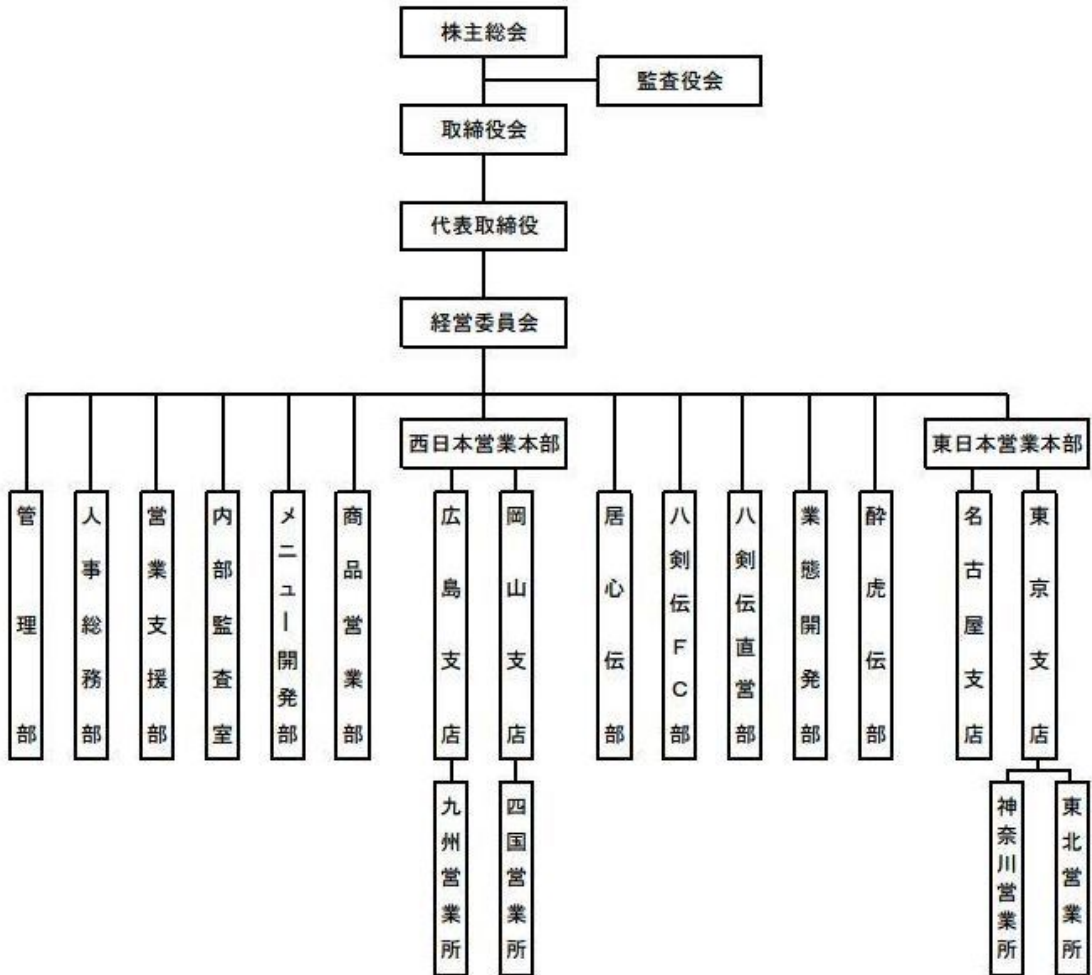 株主総会
監査役会
取締役会
代表取締役
経営委員会
西日本営業本部
東日本営業本部
管理部
人事総務部
営業支援部
内部監査室
メニュー開発部
商品営業部
広島支店
岡山支店
居心伝部
八剣伝FC部
八剣伝直営部
業態開発部
酔虎伝部
名古屋支店
東京支店
九州営業所
四国営業所
神奈川営業所
東北営業所